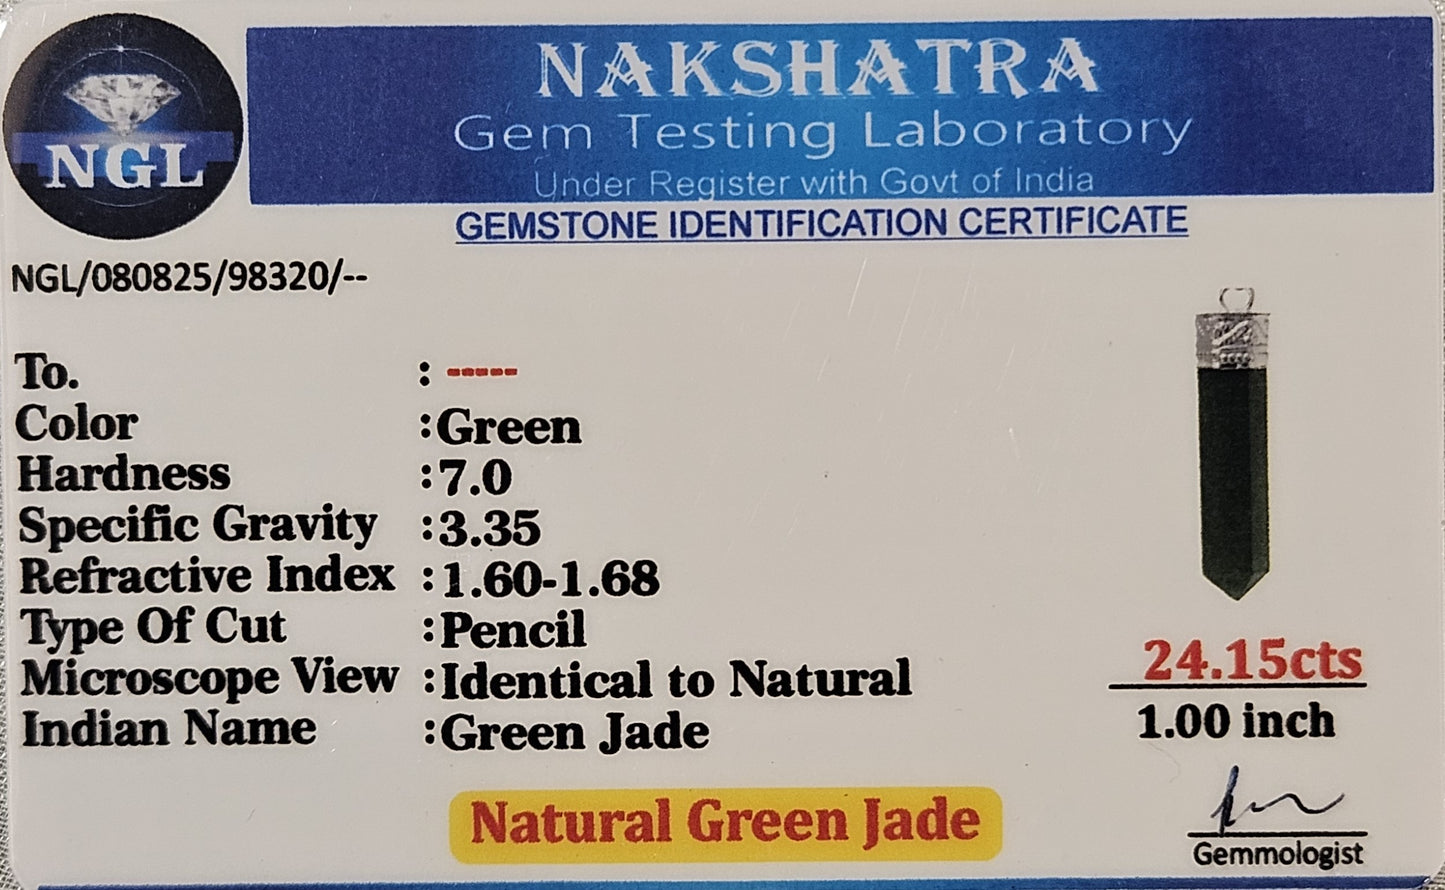 NGL
NAKSHATRA
Gem Testing Laboratory
Under Register with Govt of India
GEMSTONE IDENTIFICATION CERTIFICATE
NGL/080825/98320/--
To. : -----
Color :Green
Hardness :7.0
Specific Gravity :3.35
Refractive Index :1.60-1.68
Type Of Cut :Pencil
Microscope View :Identical to Natural
Indian Name :Green Jade
24.15cts
1.00 inch
Natural Green Jade
Gemmologist